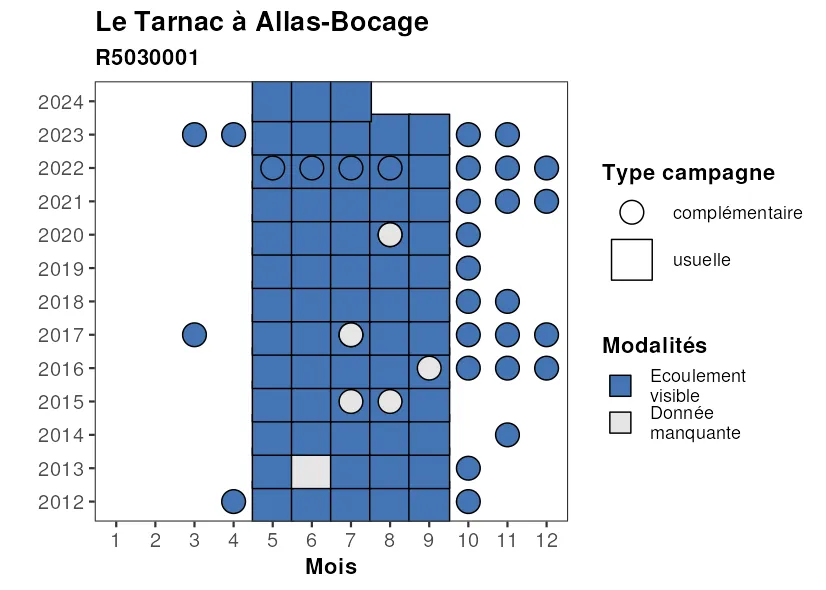 Le Tarnac à Allas-Bocage
R5030001
2024
2023
2022
2021
2020
2019
2018
2017
2016
2015
2014
2013
2012
1 2 3 4 5 6 7 8 9 10 11 12
Mois
Type campagne
complémentaire
usuelle
Modalités
Ecoulement
visible
Donnée
manquante